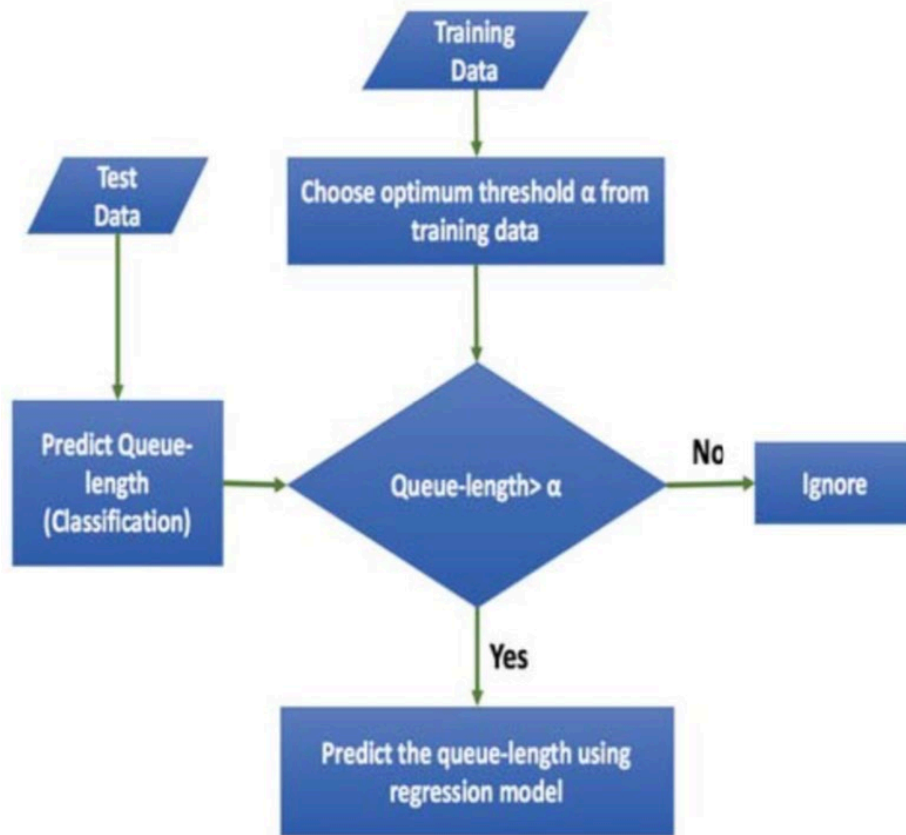 Training
Data
Choose optimum threshold α from
training data
Test
Data
Predict Queue-
length
(Classification)
Queue-length> α
No
Ignore
Yes
Predict the queue-length using
regression model